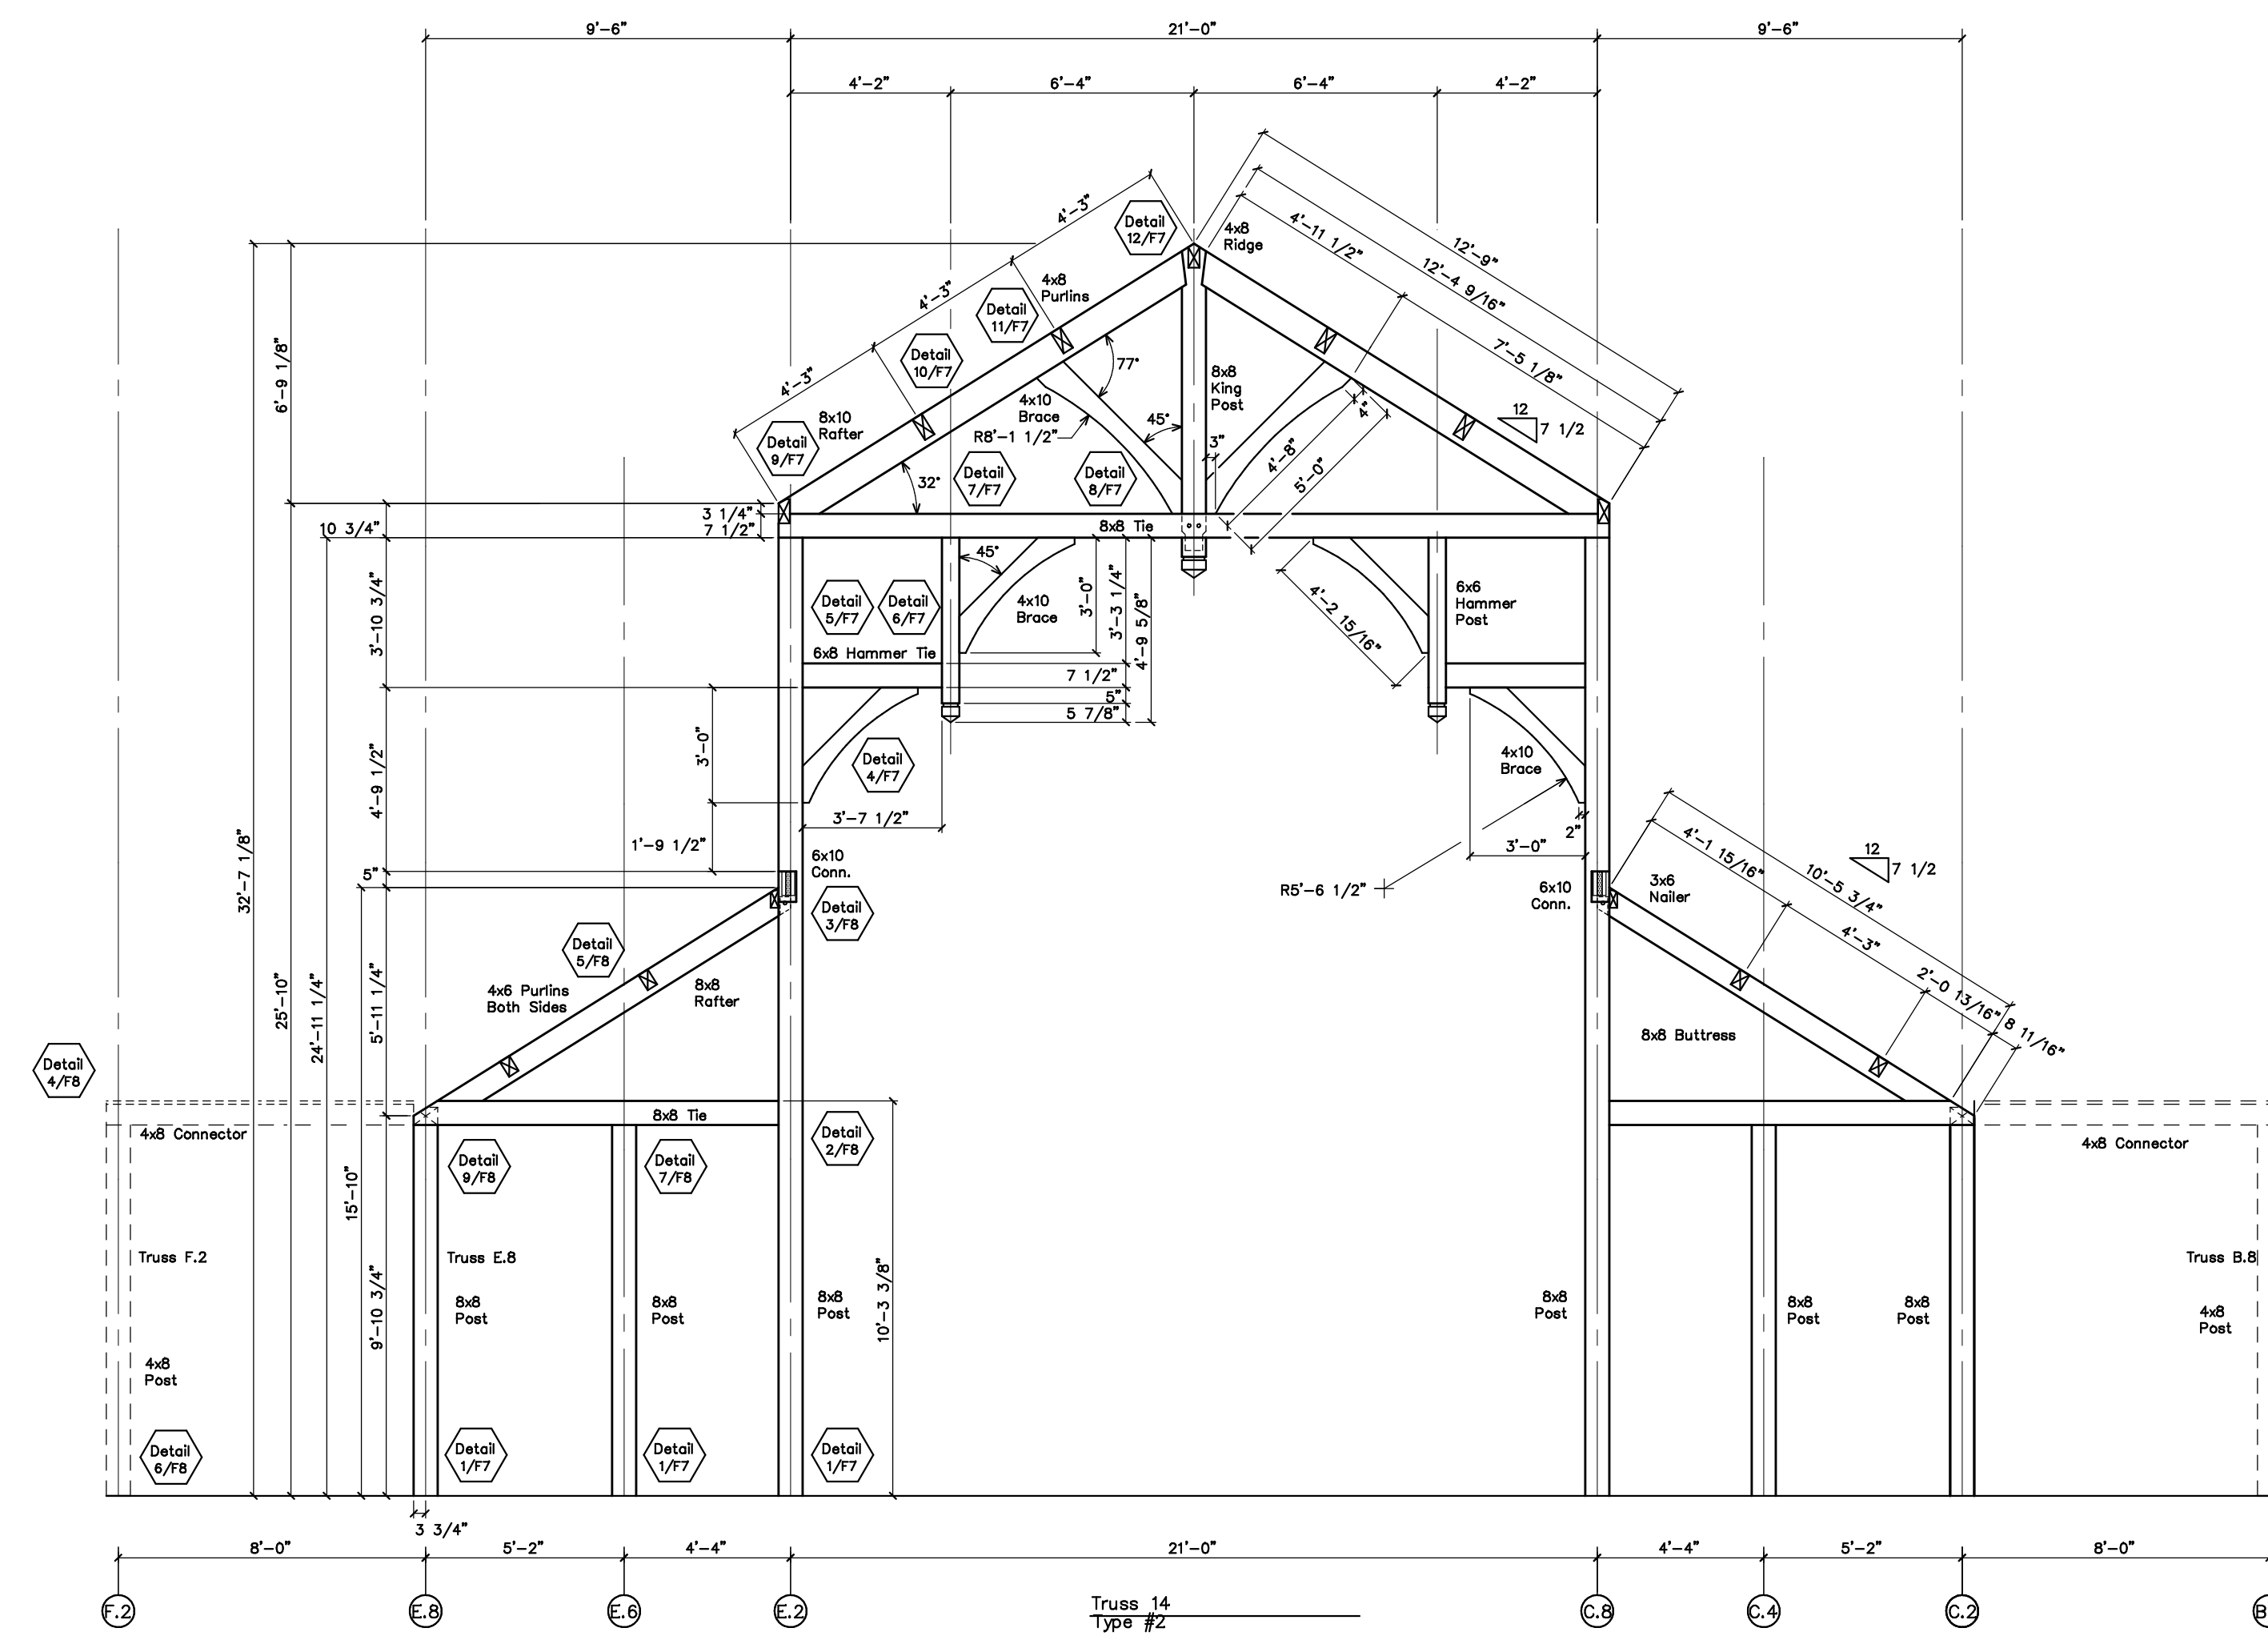 9'-6"
21'-0"
9'-6"
4'-2"
6'-4"
6'-4"
4'-2"
4'-3"
4'-3"
4'-3"
Detail
12/F7
4x8
Ridge
4'-11 1/2"
12'-9"
12'-4 9/16"
7'-5 1/8"
4x8
Purlins
Detail
11/F7
Detail
10/F7
8x10
Rafter
Detail
9/F7
77°
4x10
Brace
R8'-1 1/2"
45°
8x8
King
Post
3"
4"
4'-8"
5'-0"
12
7 1/2
32°
Detail
7/F7
Detail
8/F7
6'-9 1/8"
3 1/4"
7 1/2"
10 3/4"
8x8 Tie
45°
Detail
5/F7
Detail
6/F7
4x10
Brace
3'-0"
3'-3 1/4"
4'-9 5/8"
4'-2 15/16"
6x6
Hammer
Post
3'-10 3/4"
6x8 Hammer Tie
7 1/2"
5"
5 7/8"
3'-0"
4'-9 1/2"
Detail
4/F7
4x10
Brace
3'-7 1/2"
2"
3'-0"
1'-9 1/2"
R5'-6 1/2"
32'-7 1/8"
5"
6x10
Conn.
Detail
3/F8
6x10
Conn.
3x6
Nailer
4'-1 15/16"
10'-5 3/4"
4'-3"
2'-0 13/16"
8 11/16"
12
7 1/2
Detail
5/F8
4x6 Purlins
Both Sides
8x8
Rafter
8x8 Buttress
25'-10"
24'-11 1/4"
5'-11 1/4"
Detail
4/F8
4x8 Connector
8x8 Tie
Detail
2/F8
4x8 Connector
Detail
9/F8
Detail
7/F8
15'-10"
Truss F.2
Truss E.8
Truss B.8
9'-10 3/4"
10'-3 3/8"
8x8
Post
8x8
Post
8x8
Post
8x8
Post
8x8
Post
8x8
Post
4x8
Post
4x8
Post
Detail
6/F8
Detail
1/F7
Detail
1/F7
Detail
1/F7
3 3/4"
8'-0"
5'-2"
4'-4"
21'-0"
4'-4"
5'-2"
8'-0"
F.2
E.8
E.6
E.2
Truss 14
Type #2
C.8
C.4
C.2
B